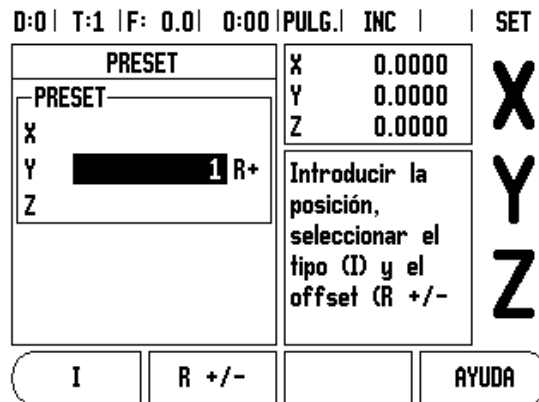 D:0 | T:1 | F: 0.0 | 0:00 | PULG. | INC | | SET
PRESET
PRESET
X
Y 1 R+
Z
X 0.0000
Y 0.0000
Z 0.0000
Introducir la
posición,
seleccionar el
tipo (I) y el
offset (R +/-
X
Y
Z
I
R +/-
AYUDA